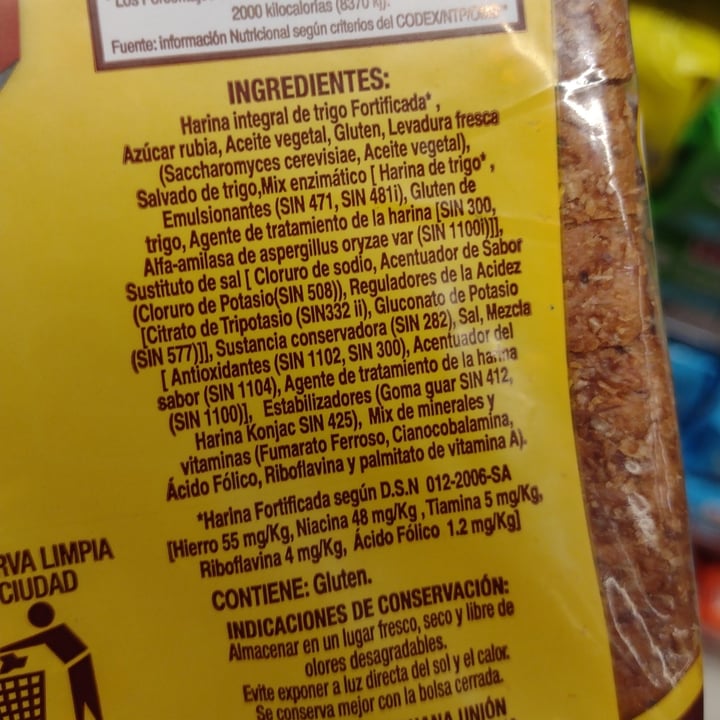 2000 kilocalorías (8370 kj).
Fuente: información Nutricional según criterios del
INGREDIENTES:
Harina integral de trigo Fortificada*,
Azúcar rubia, Aceite vegetal, Gluten, Levadura fresca
(Saccharomyces cerevisiae, Aceite vegetal),
Salvado de trigo,Mix enzimático [ Harina de trigo*,
Emulsionantes (SIN 471, SIN 481i), Gluten de
trigo, Agente de tratamiento de la harina [SIN 300,
Alfa-amilasa de aspergillus oryzae var (SIN 1100i)]],
Sustituto de sal [ Cloruro de sodio, Acentuador de Sabor
(Cloruro de Potasio(SIN 508)), Reguladores de la Acidez
[Citrato de Tripotasio (SIN332 ii), Gluconato de Potasio
(SIN 577)]], Sustancia conservadora (SIN 282), Sal, Mezcla
[ Antioxidantes (SIN 1102, SIN 300), Acentuador del
sabor (SIN 1104), Agente de tratamiento de la harina
(SIN 1100)], Estabilizadores (Goma guar SIN 412,
Harina Konjac SIN 425), Mix de minerales y
vitaminas (Fumarato Ferroso, Cianocobalamina,
Ácido Fólico, Riboflavina y palmitato de vitamina A).
*Harina Fortificada según D.S.N 012-2006-SA
[Hierro 55 mg/Kg, Niacina 48 mg/Kg , Tiamina 5 mg/Kg,
Riboflavina 4 mg/Kg, Ácido Fólico 1.2 mg/Kg]
CONTIENE: Gluten.
INDICACIONES DE CONSERVACIÓN:
Almacenar en un lugar fresco, seco y libre de
olores desagradables.
Evite exponer a luz directa del sol y el calor.
Se conserva mejor con la bolsa cerrada.
UNIÓN
RVA LIMPIA
CIUDAD